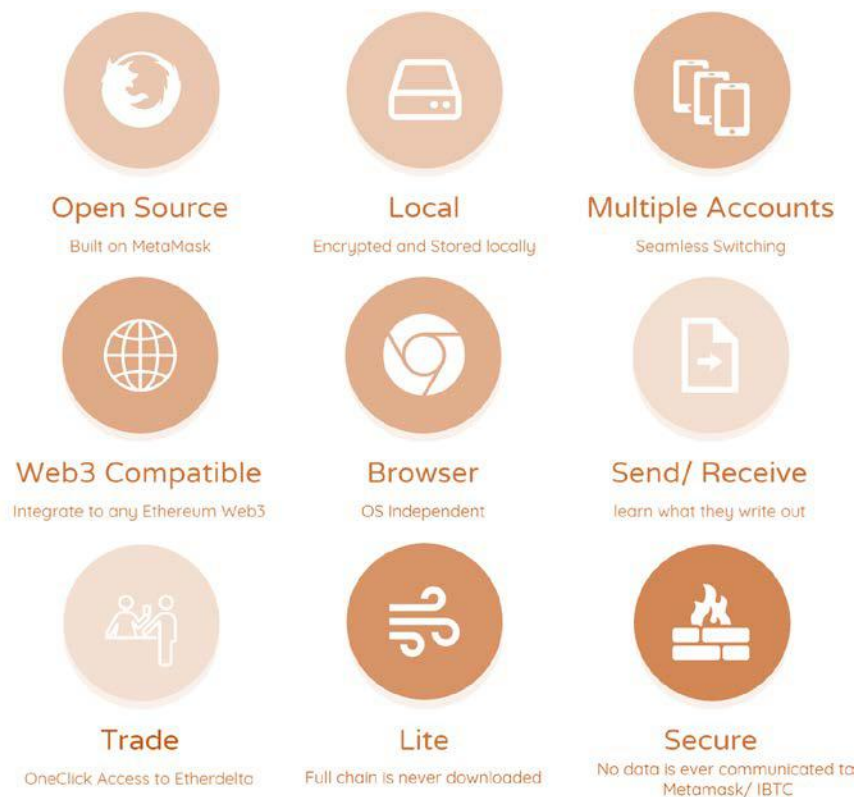 Open Source
Built on MetaMask
Local
Encrypted and Stored locally
Multiple Accounts
Seamless Switching
Web3 Compatible
Integrate to any Ethereum Web3
Browser
OS Independent
Send/ Receive
learn what they write out
Trade
OneClick Access to Etherdelta
Lite
Full chain is never downloaded
Secure
No data is ever communicated to
Metamask/ IBTC